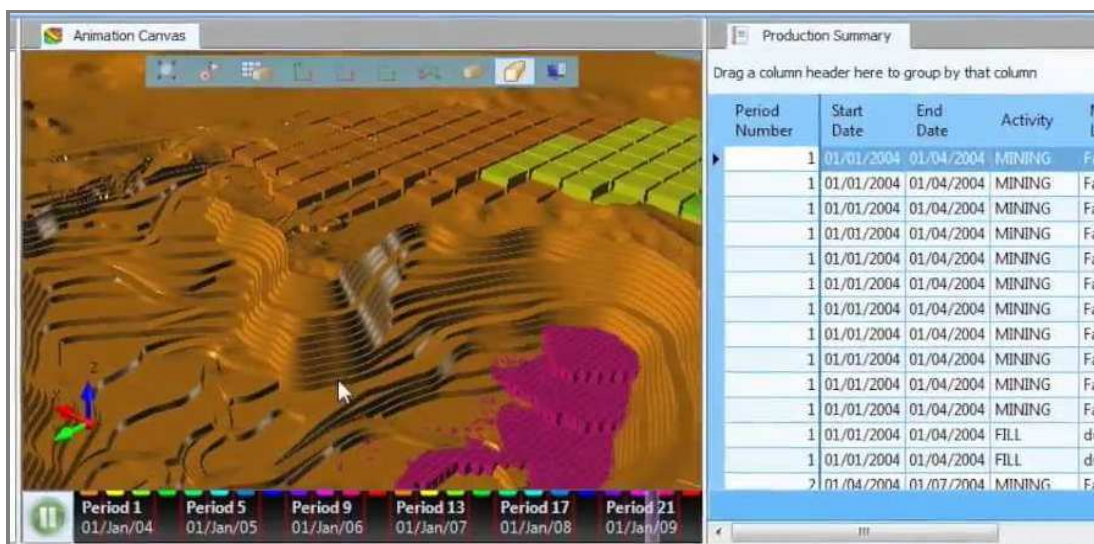 Animation Canvas
Production Summary
Drag a column header here to group by that column
Period Number Start Date End Date Activity
1 01/01/2004 01/04/2004 MINING
1 01/01/2004 01/04/2004 MINING
1 01/01/2004 01/04/2004 MINING
1 01/01/2004 01/04/2004 MINING
1 01/01/2004 01/04/2004 MINING
1 01/01/2004 01/04/2004 MINING
1 01/01/2004 01/04/2004 MINING
1 01/01/2004 01/04/2004 MINING
1 01/01/2004 01/04/2004 MINING
1 01/01/2004 01/04/2004 MINING
1 01/01/2004 01/04/2004 MINING
1 01/01/2004 01/04/2004 FILL
1 01/01/2004 01/04/2004 FILL
2 01/04/2004 01/07/2004 MINING
Z
Period 1 Period 5 Period 9 Period 13 Period 17 Period 21
01/Jan/04 01/Jan/05 01/Jan/06 01/Jan/07 01/Jan/08 01/Jan/09